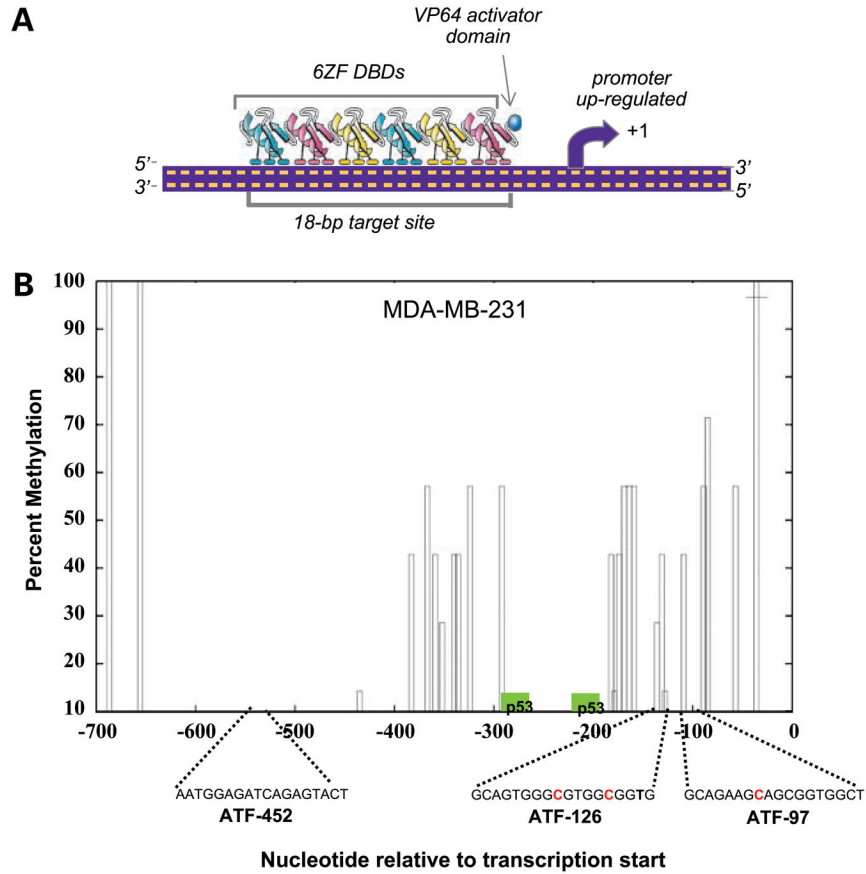 A
VP64 activator
domain
6ZF DBDs
promoter
up-regulated
+1
5’
3’
3’
5’
18-bp target site
B
MDA-MB-231
Percent Methylation
100
90
80
70
60
50
40
30
20
10
p53
p53
-700
-600
-500
-400
-300
-200
-100
0
AATGGAGATCAGAGTACT
GCAGTGGGCGTGGCGGTG
GCAGAAGCAGCGGTGGCT
ATF-452
ATF-126
ATF-97
Nucleotide relative to transcription start